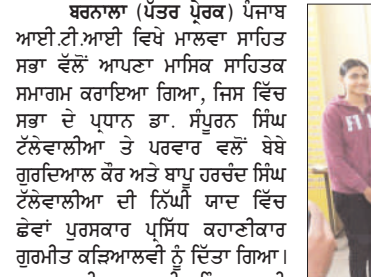 ਬਰਨਾਲਾ (ਪੱਤਰ ਪ੍ਰੇਰਕ) ਪੰਜਾਬ
ਆਈ.ਟੀ.ਆਈ ਵਿਖੇ ਮਾਲਵਾ ਸਾਹਿਤ
ਸਭਾ ਵੱਲੋਂ ਆਪਣਾ ਮਾਸਿਕ ਸਾਹਿਤਕ
ਸਮਾਗਮ ਕਰਾਇਆ ਗਿਆ, ਜਿਸ ਵਿੱਚ
ਸਭਾ ਦੇ ਪ੍ਰਧਾਨ ਡਾ. ਸੰਪੂਰਨ ਸਿੰਘ
ਟੱਲੇਵਾਲੀਆ ਤੇ ਪਰਵਾਰ ਵਲੋਂ ਬੇਬੇ
ਗੁਰਦਿਆਲ ਕੌਰ ਅਤੇ ਬਾਪੂ ਹਰਚੰਦ ਸਿੰਘ
ਟੱਲੇਵਾਲੀਆ ਦੀ ਨਿੱਘੀ ਯਾਦ ਵਿੱਚ
ਛੇਵਾਂ ਪੁਰਸਕਾਰ ਪ੍ਰਸਿੱਧ ਕਹਾਣੀਕਾਰ
ਗੁਰਮੀਤ ਕੜਿਆਲਵੀ ਨੂੰ ਦਿੱਤਾ ਗਿਆ।